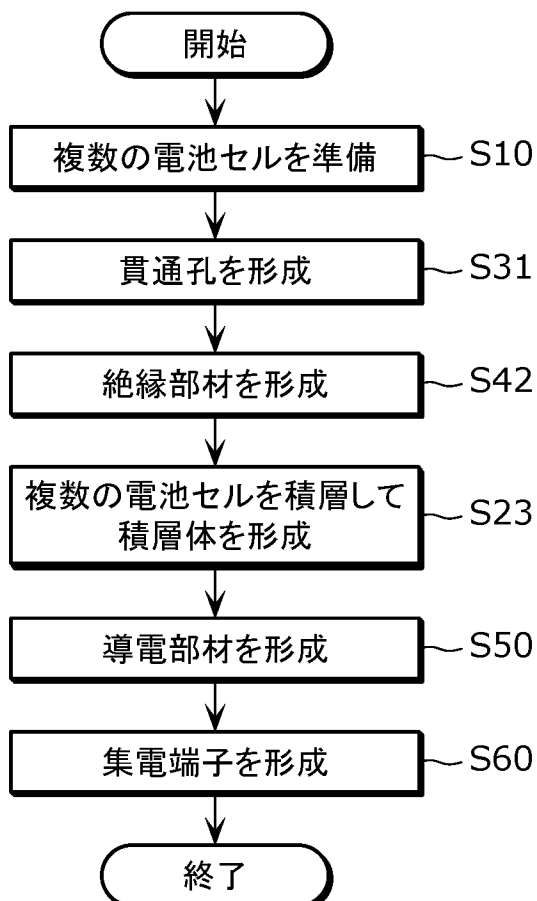 開始
複数の電池セルを準備
S10
貫通孔を形成
S31
絶縁部材を形成
S42
複数の電池セルを積層して
積層体を形成
S23
導電部材を形成
S50
集電端子を形成
S60
終了